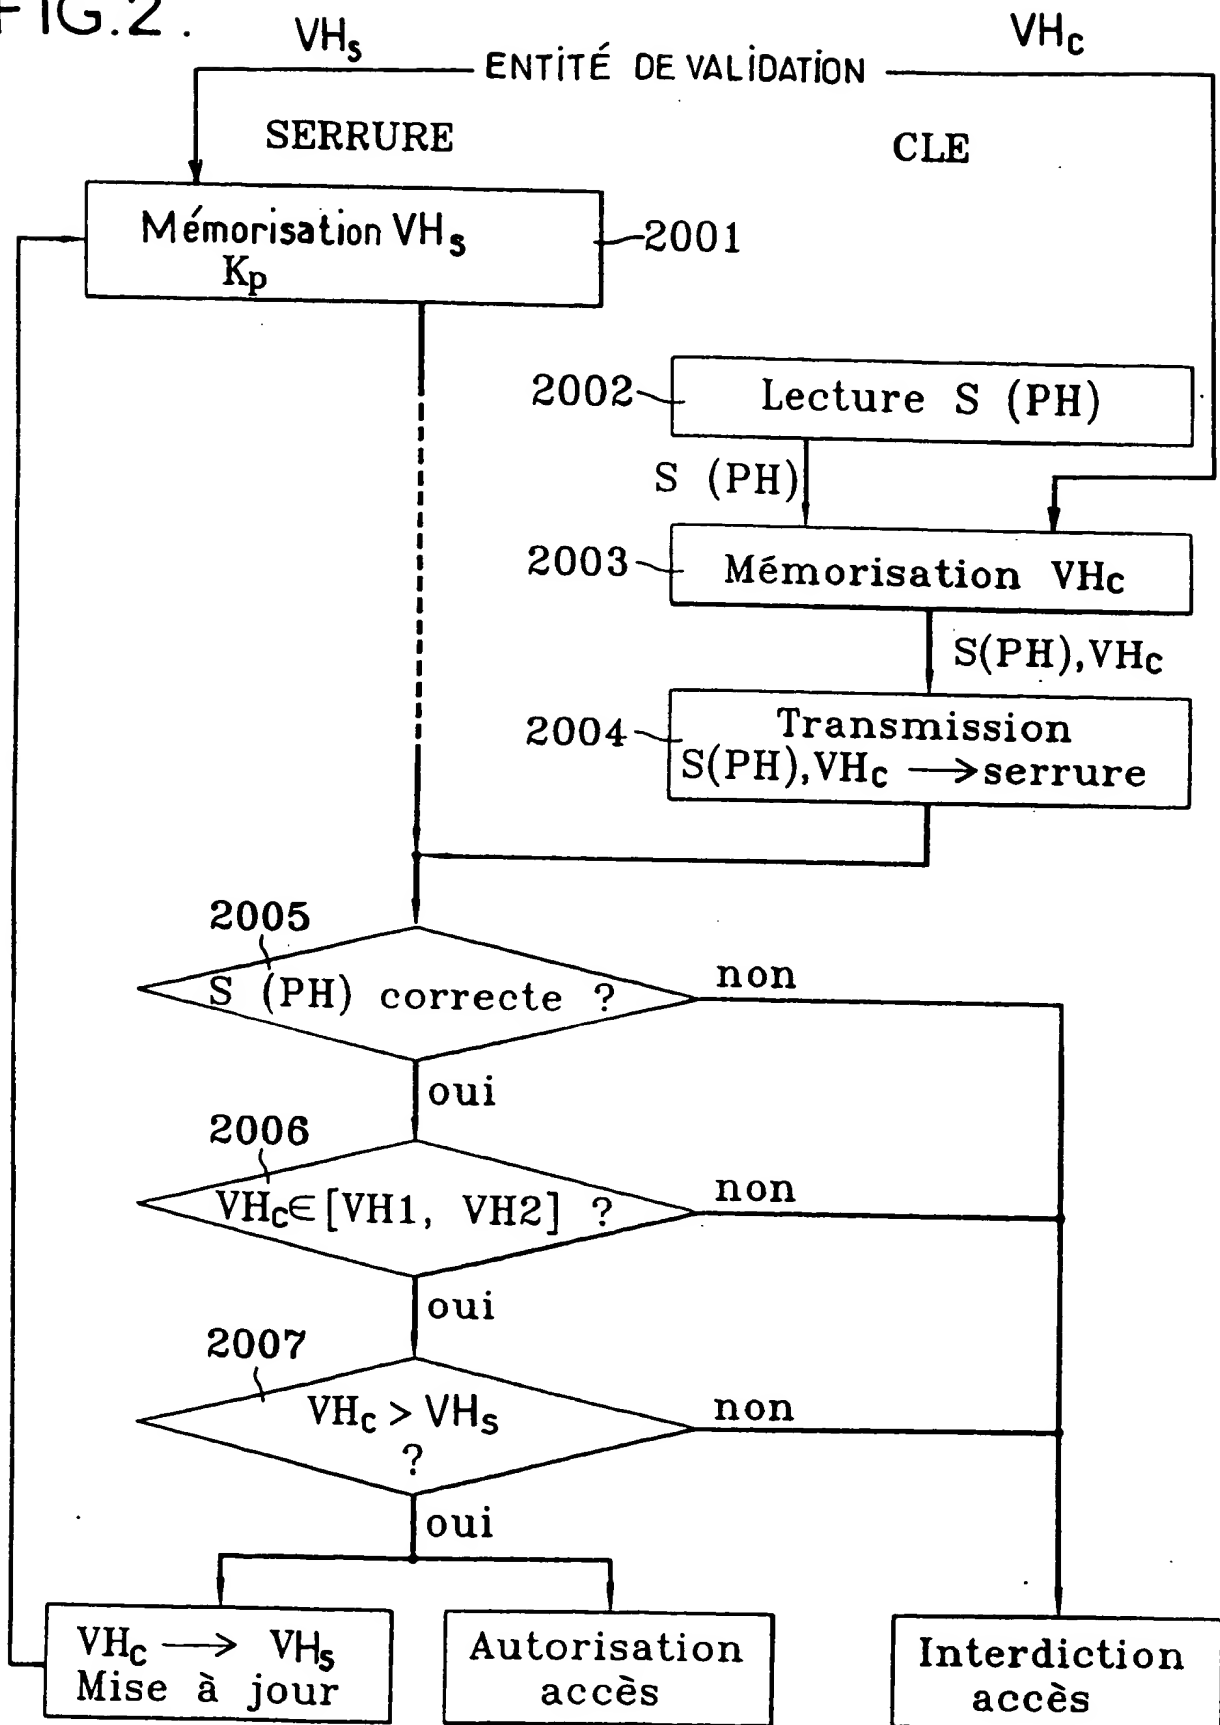 FIG.2.
VHs
VHc
ENTITÉ DE VALIDATION
SERRURE
CLE
Mémorisation VHs
Kp
2001
2002
Lecture S (PH)
S (PH)
2003
Mémorisation VHc
S(PH),VHc
2004
Transmission
S(PH),VHc → serrure
2005
S (PH) correcte ?
non
oui
2006
VHc∈[VH1, VH2] ?
non
oui
2007
VHc > VHs
?
non
oui
VHc → VHs
Mise à jour
Autorisation
accès
Interdiction
accès